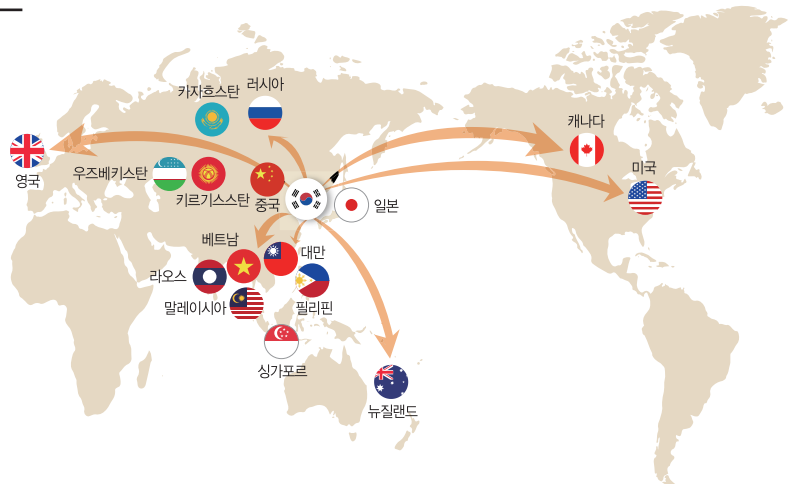 카자흐스탄
러시아
캐나다
영국
우즈베키스탄
키르기스스탄
중국
일본
미국
베트남
대만
라오스
말레이시아
필리핀
싱가포르
뉴질랜드